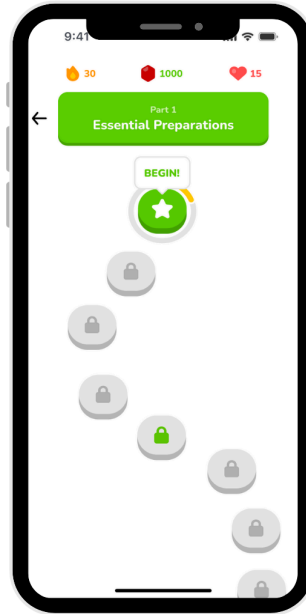 9:41
30 1000 15
Part 1
Essential Preparations
BEGIN!